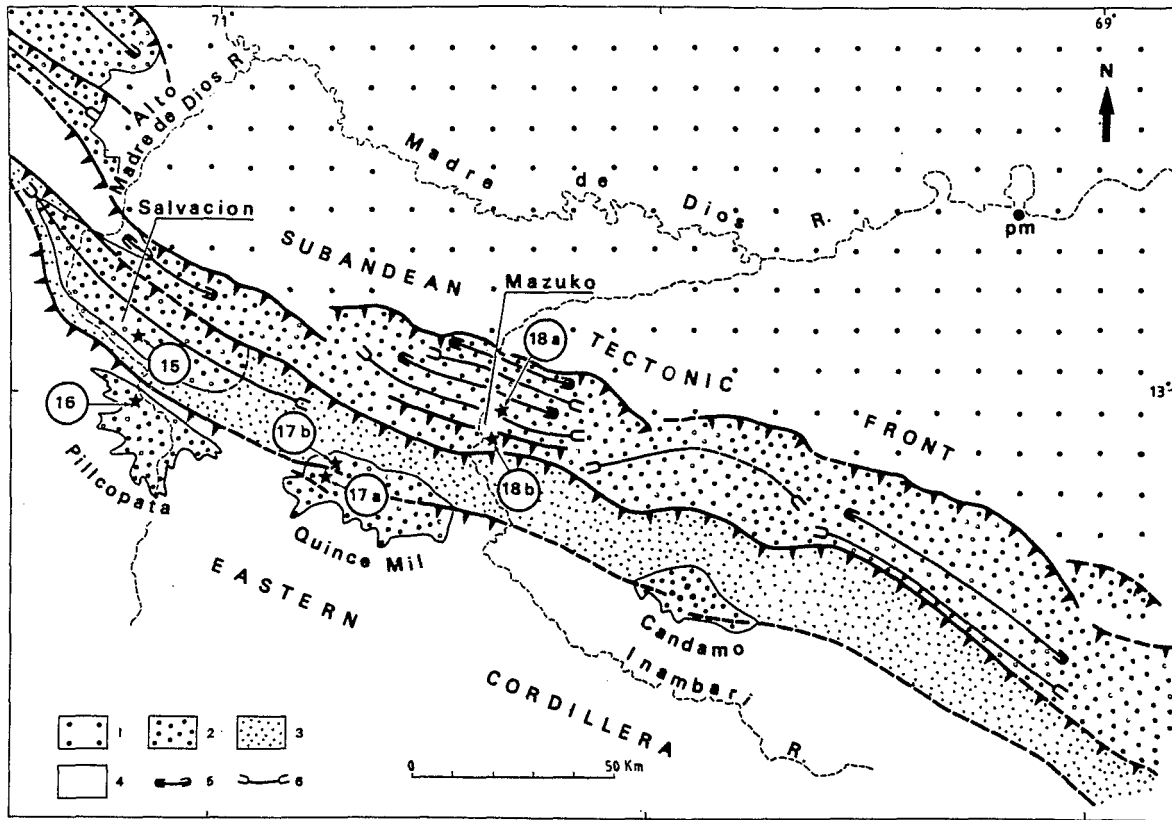 71°
69°
N
Alto
Madre de Dios R.
Madre de Dios R.
pm
Salvacion
SUBANDEAN TECTONIC FRONT
Mazuko
18a
13°
15
16
17b
18b
17a
Pillcopata
Quince Mil
EASTERN CORDILLERA
Candamo
Inambari R.
1
2
3
4
5
6
0
50 Km